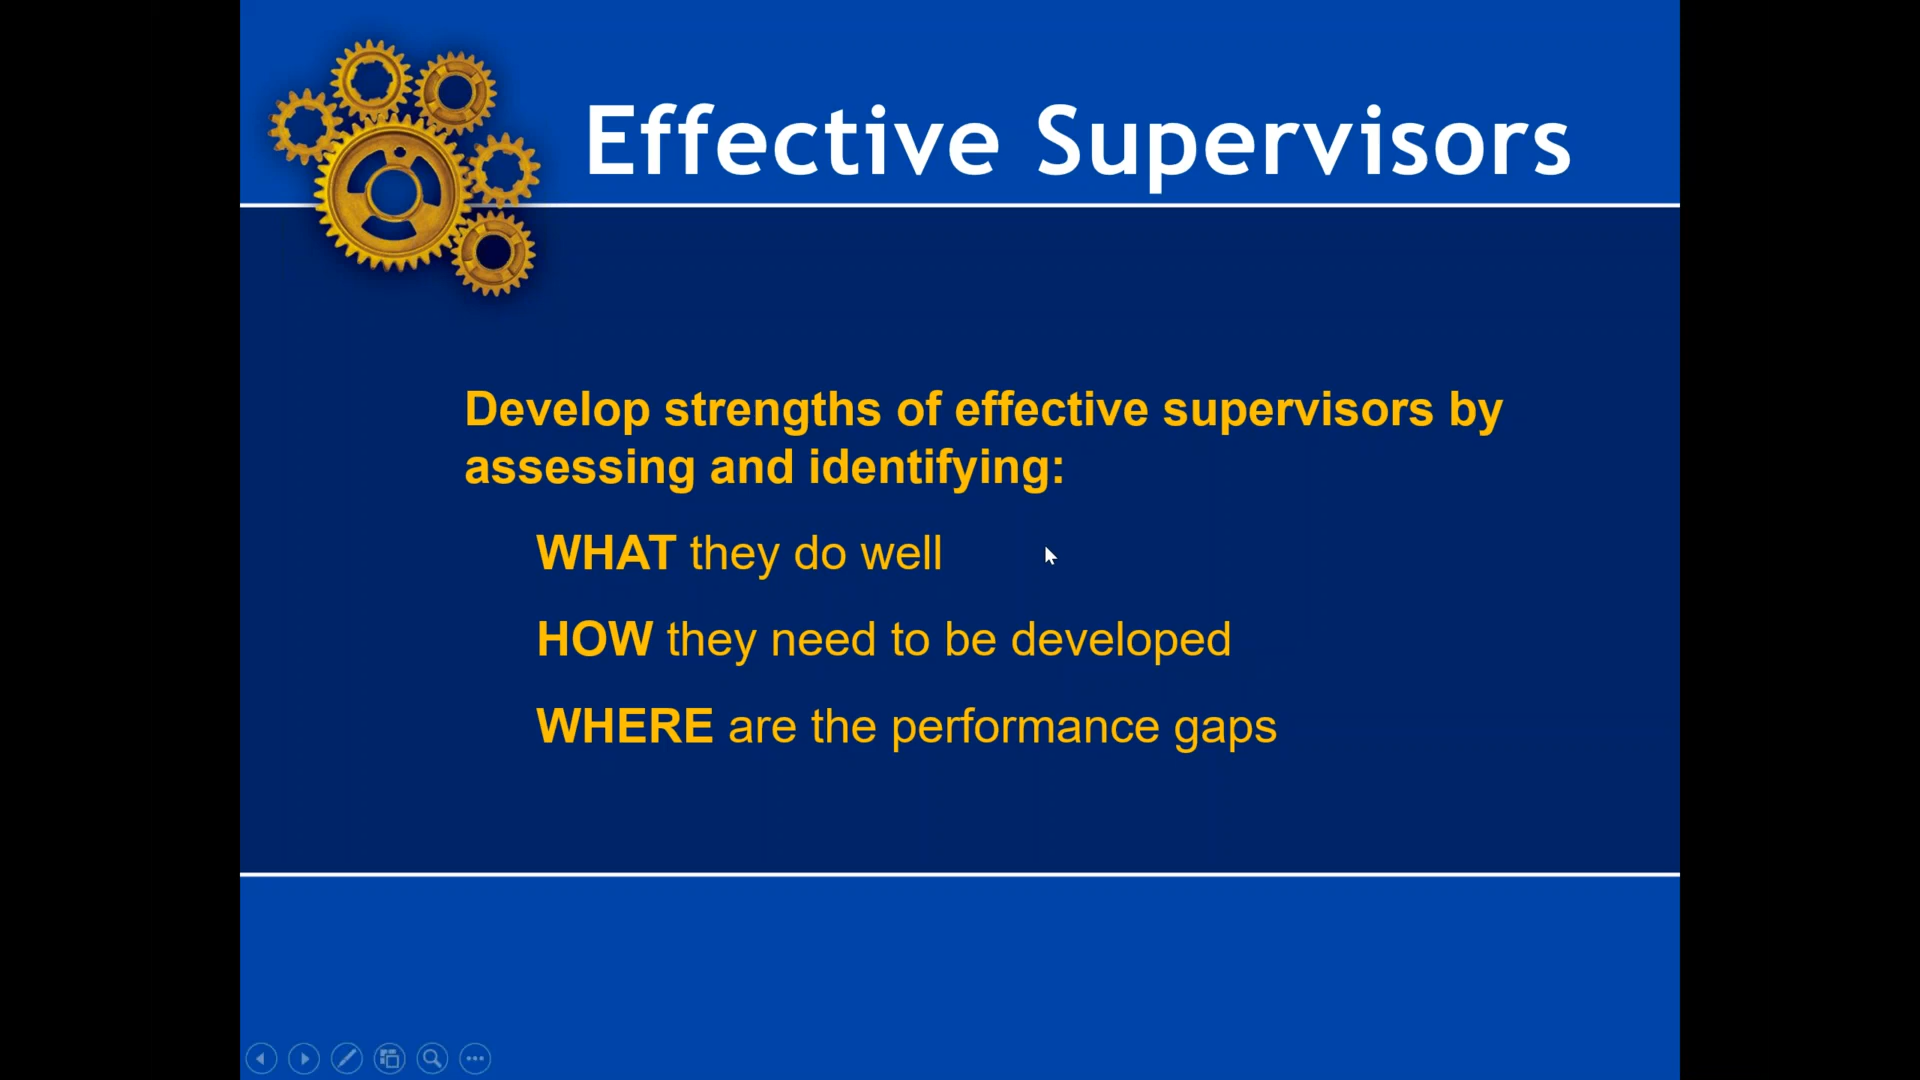 Effective Supervisors
Develop strengths of effective supervisors by
assessing and identifying:
WHAT they do well
HOW they need to be developed
WHERE are the performance gaps